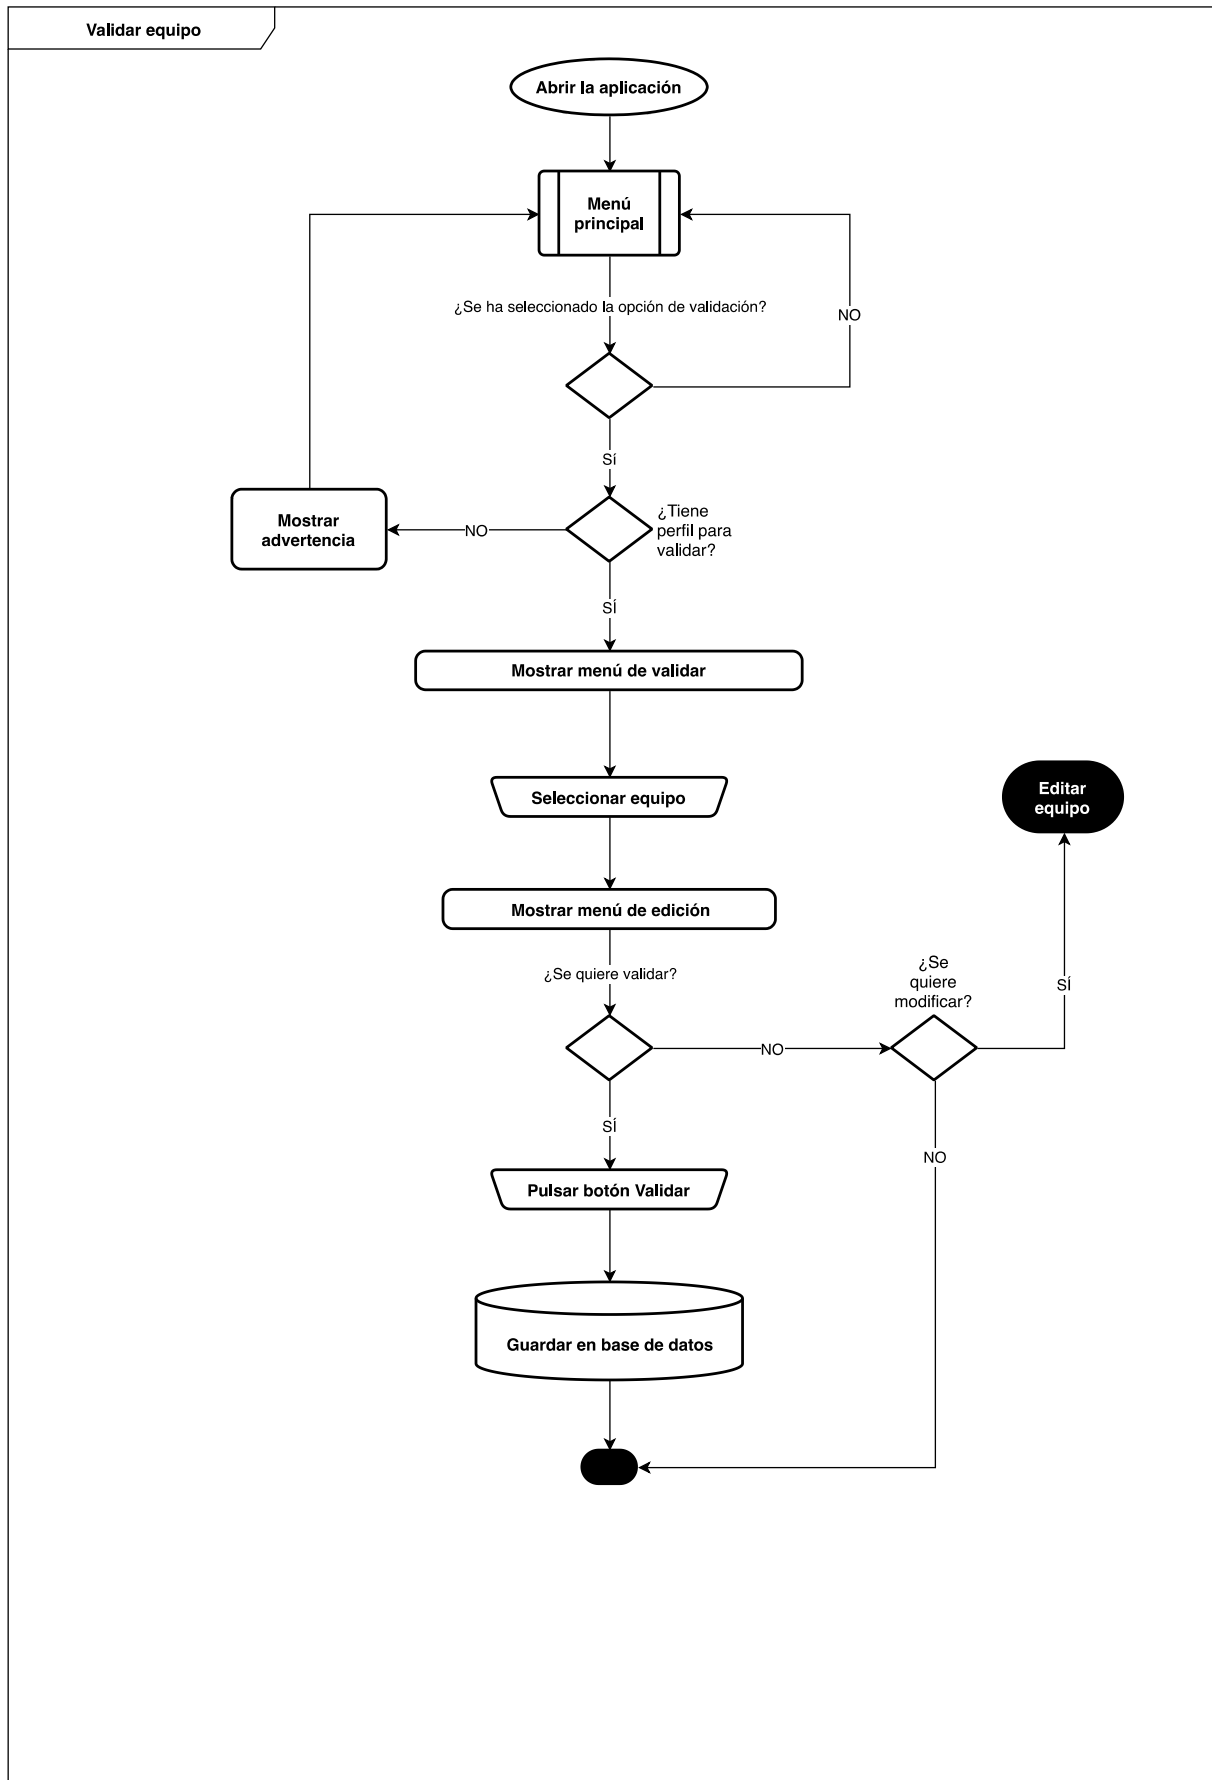 Validar equipo
Abrir la aplicación
Menú
principal
¿Se ha seleccionado la opción de validación?
NO
Sí
Mostrar
advertencia
NO
¿Tiene
perfil para
validar?
SÍ
Mostrar menú de validar
Seleccionar equipo
Editar
equipo
Mostrar menú de edición
¿Se quiere validar?
¿Se
quiere
modificar?
SÍ
NO
SÍ
NO
Pulsar botón Validar
Guardar en base de datos